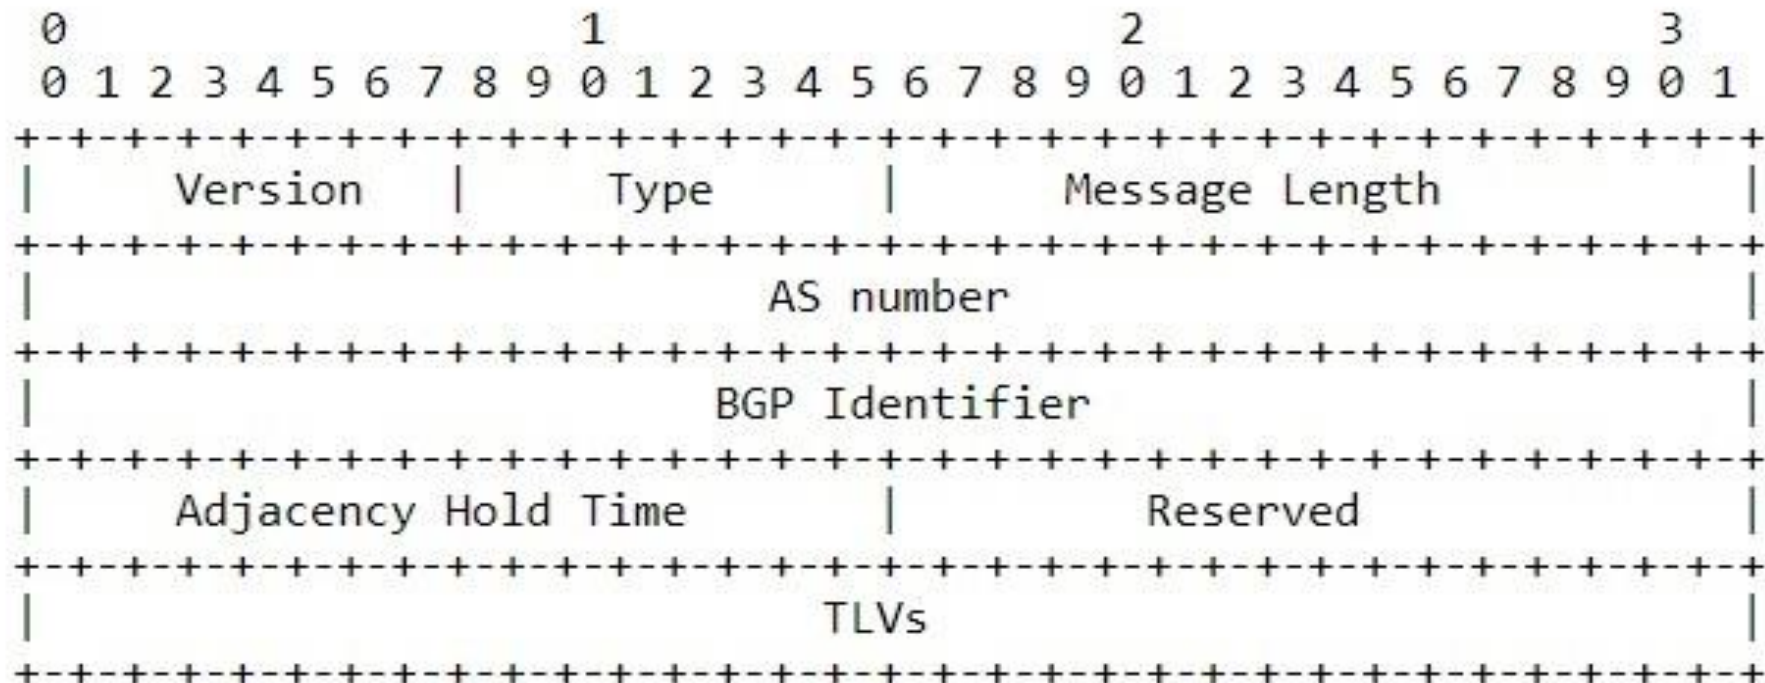 0                   1                   2                   3
 0 1 2 3 4 5 6 7 8 9 0 1 2 3 4 5 6 7 8 9 0 1 2 3 4 5 6 7 8 9 0 1
+-+-+-+-+-+-+-+-+-+-+-+-+-+-+-+-+-+-+-+-+-+-+-+-+-+-+-+-+-+-+-+-+
|     Version   |     Type      |      Message Length           |
+-+-+-+-+-+-+-+-+-+-+-+-+-+-+-+-+-+-+-+-+-+-+-+-+-+-+-+-+-+-+-+-+
|                           AS number                           |
+-+-+-+-+-+-+-+-+-+-+-+-+-+-+-+-+-+-+-+-+-+-+-+-+-+-+-+-+-+-+-+-+
|                         BGP Identifier                        |
+-+-+-+-+-+-+-+-+-+-+-+-+-+-+-+-+-+-+-+-+-+-+-+-+-+-+-+-+-+-+-+-+
|     Adjacency Hold Time       |         Reserved              |
+-+-+-+-+-+-+-+-+-+-+-+-+-+-+-+-+-+-+-+-+-+-+-+-+-+-+-+-+-+-+-+-+
|                             TLVs                              |
+-+-+-+-+-+-+-+-+-+-+-+-+-+-+-+-+-+-+-+-+-+-+-+-+-+-+-+-+-+-+-+-+